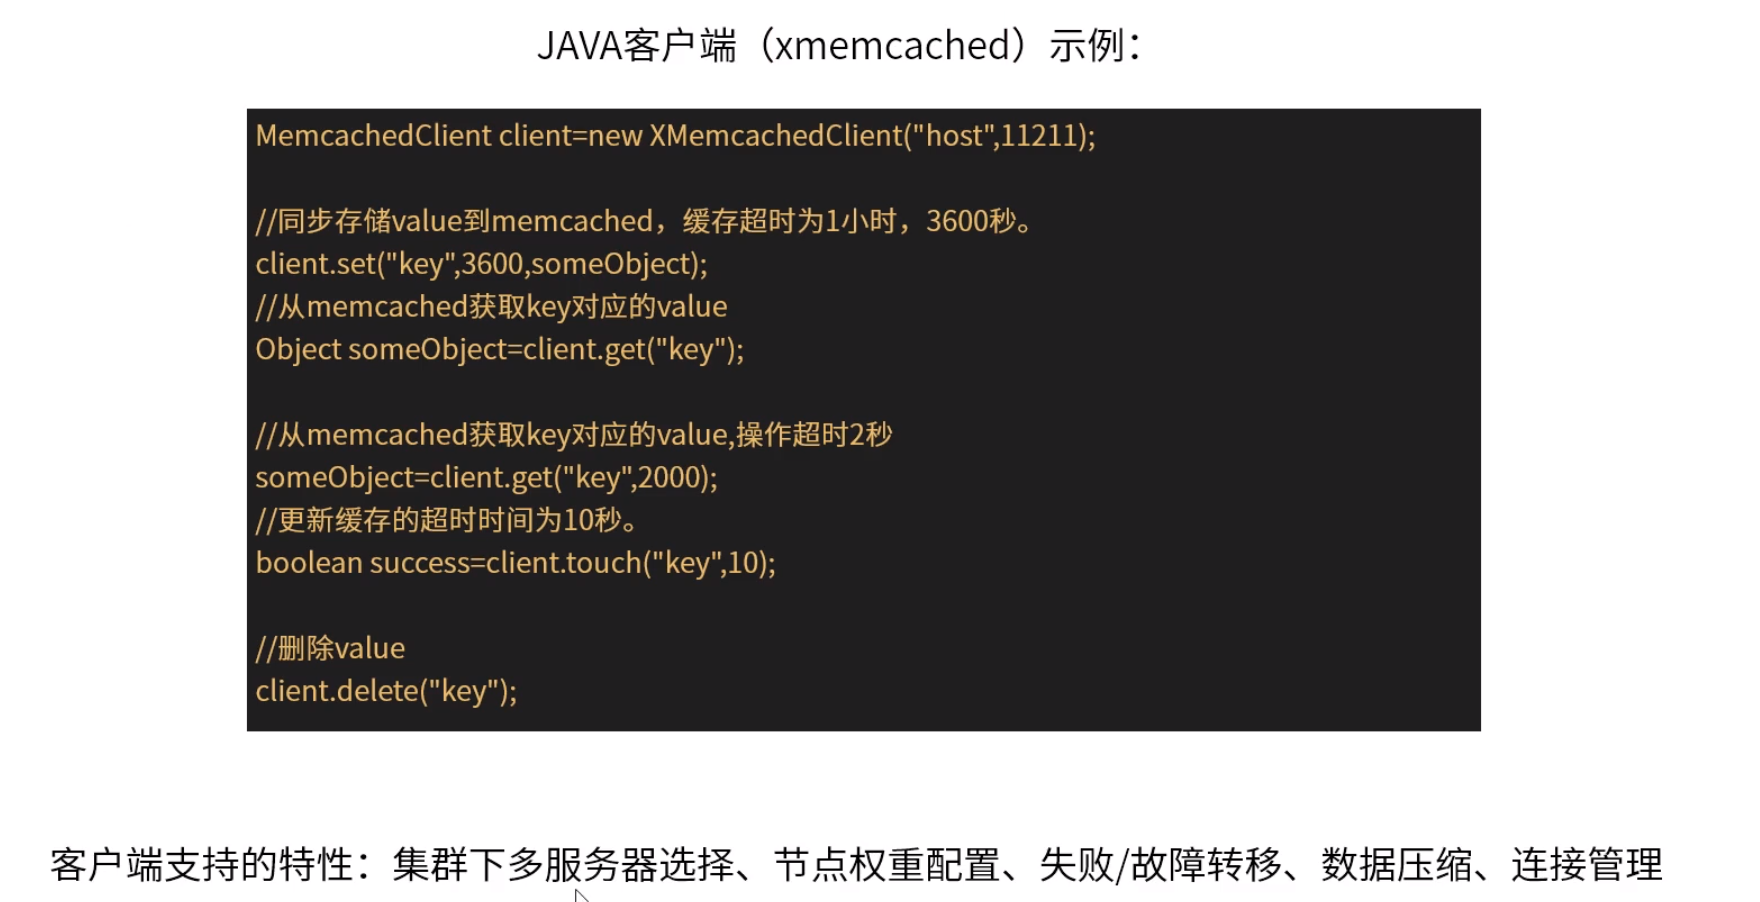 JAVA客户端（xmemcached）示例：
MemcachedClient client=new XMemcachedClient("host",11211);
//同步存储value到memcached，缓存超时为1小时，3600秒。
client.set("key",3600,someObject);
//从memcached获取key对应的value
Object someObject=client.get("key");
//从memcached获取key对应的value,操作超时2秒
someObject=client.get("key",2000);
//更新缓存的超时时间为10秒。
boolean success=client.touch("key",10);
//删除value
client.delete("key");
客户端支持的特性：集群下多服务器选择、节点权重配置、失败/故障转移、数据压缩、连接管理